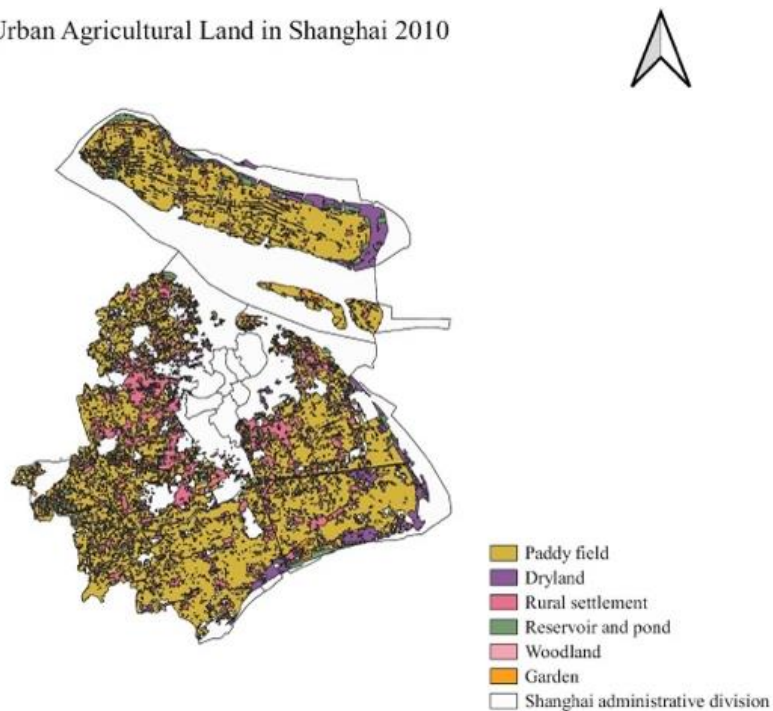 Urban Agricultural Land in Shanghai 2010
Paddy field
Dryland
Rural settlement
Reservoir and pond
Woodland
Garden
Shanghai administrative division